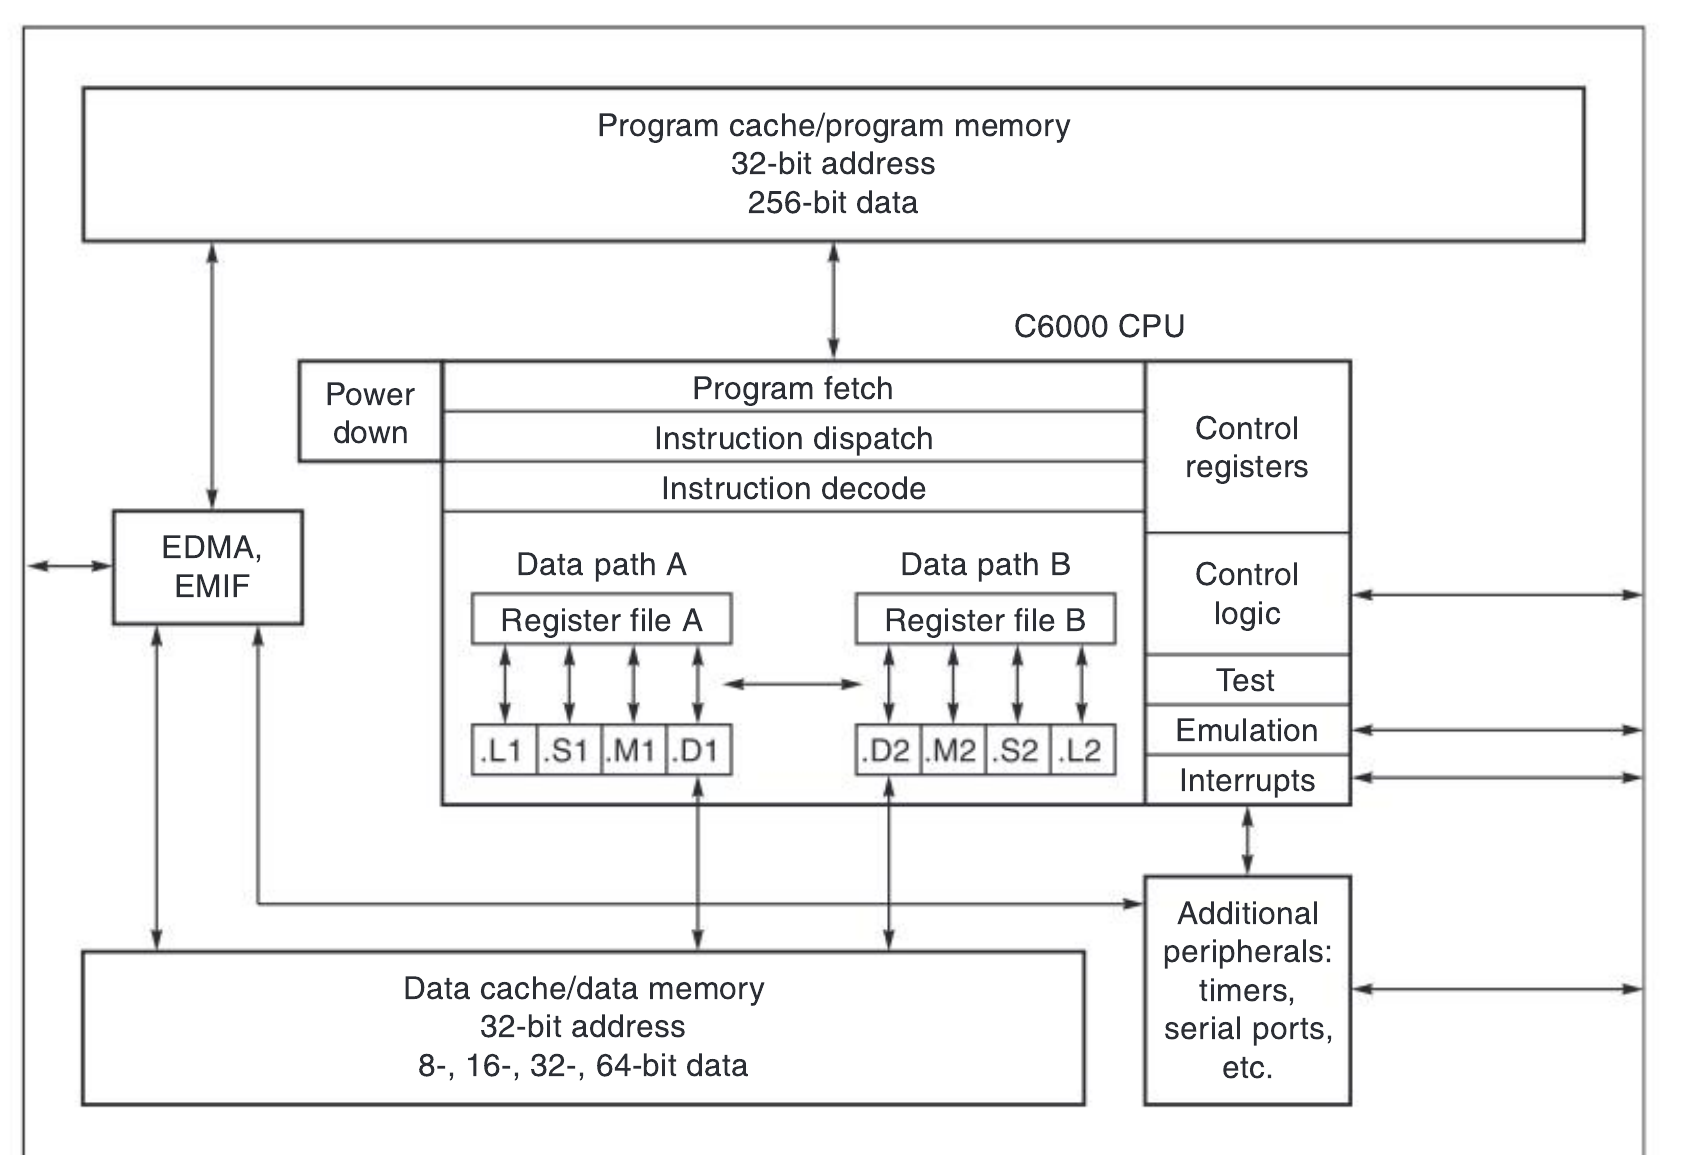 Program cache/program memory
32-bit address
256-bit data
C6000 CPU
Power
down
Program fetch
Instruction dispatch
Instruction decode
Control
registers
EDMA,
EMIF
Data path A
Data path B
Register file A
Register file B
Control
logic
.L1 .S1 .M1 .D1
.D2 .M2 .S2 .L2
Test
Emulation
Interrupts
Data cache/data memory
32-bit address
8-, 16-, 32-, 64-bit data
Additional
peripherals:
timers,
serial ports,
etc.